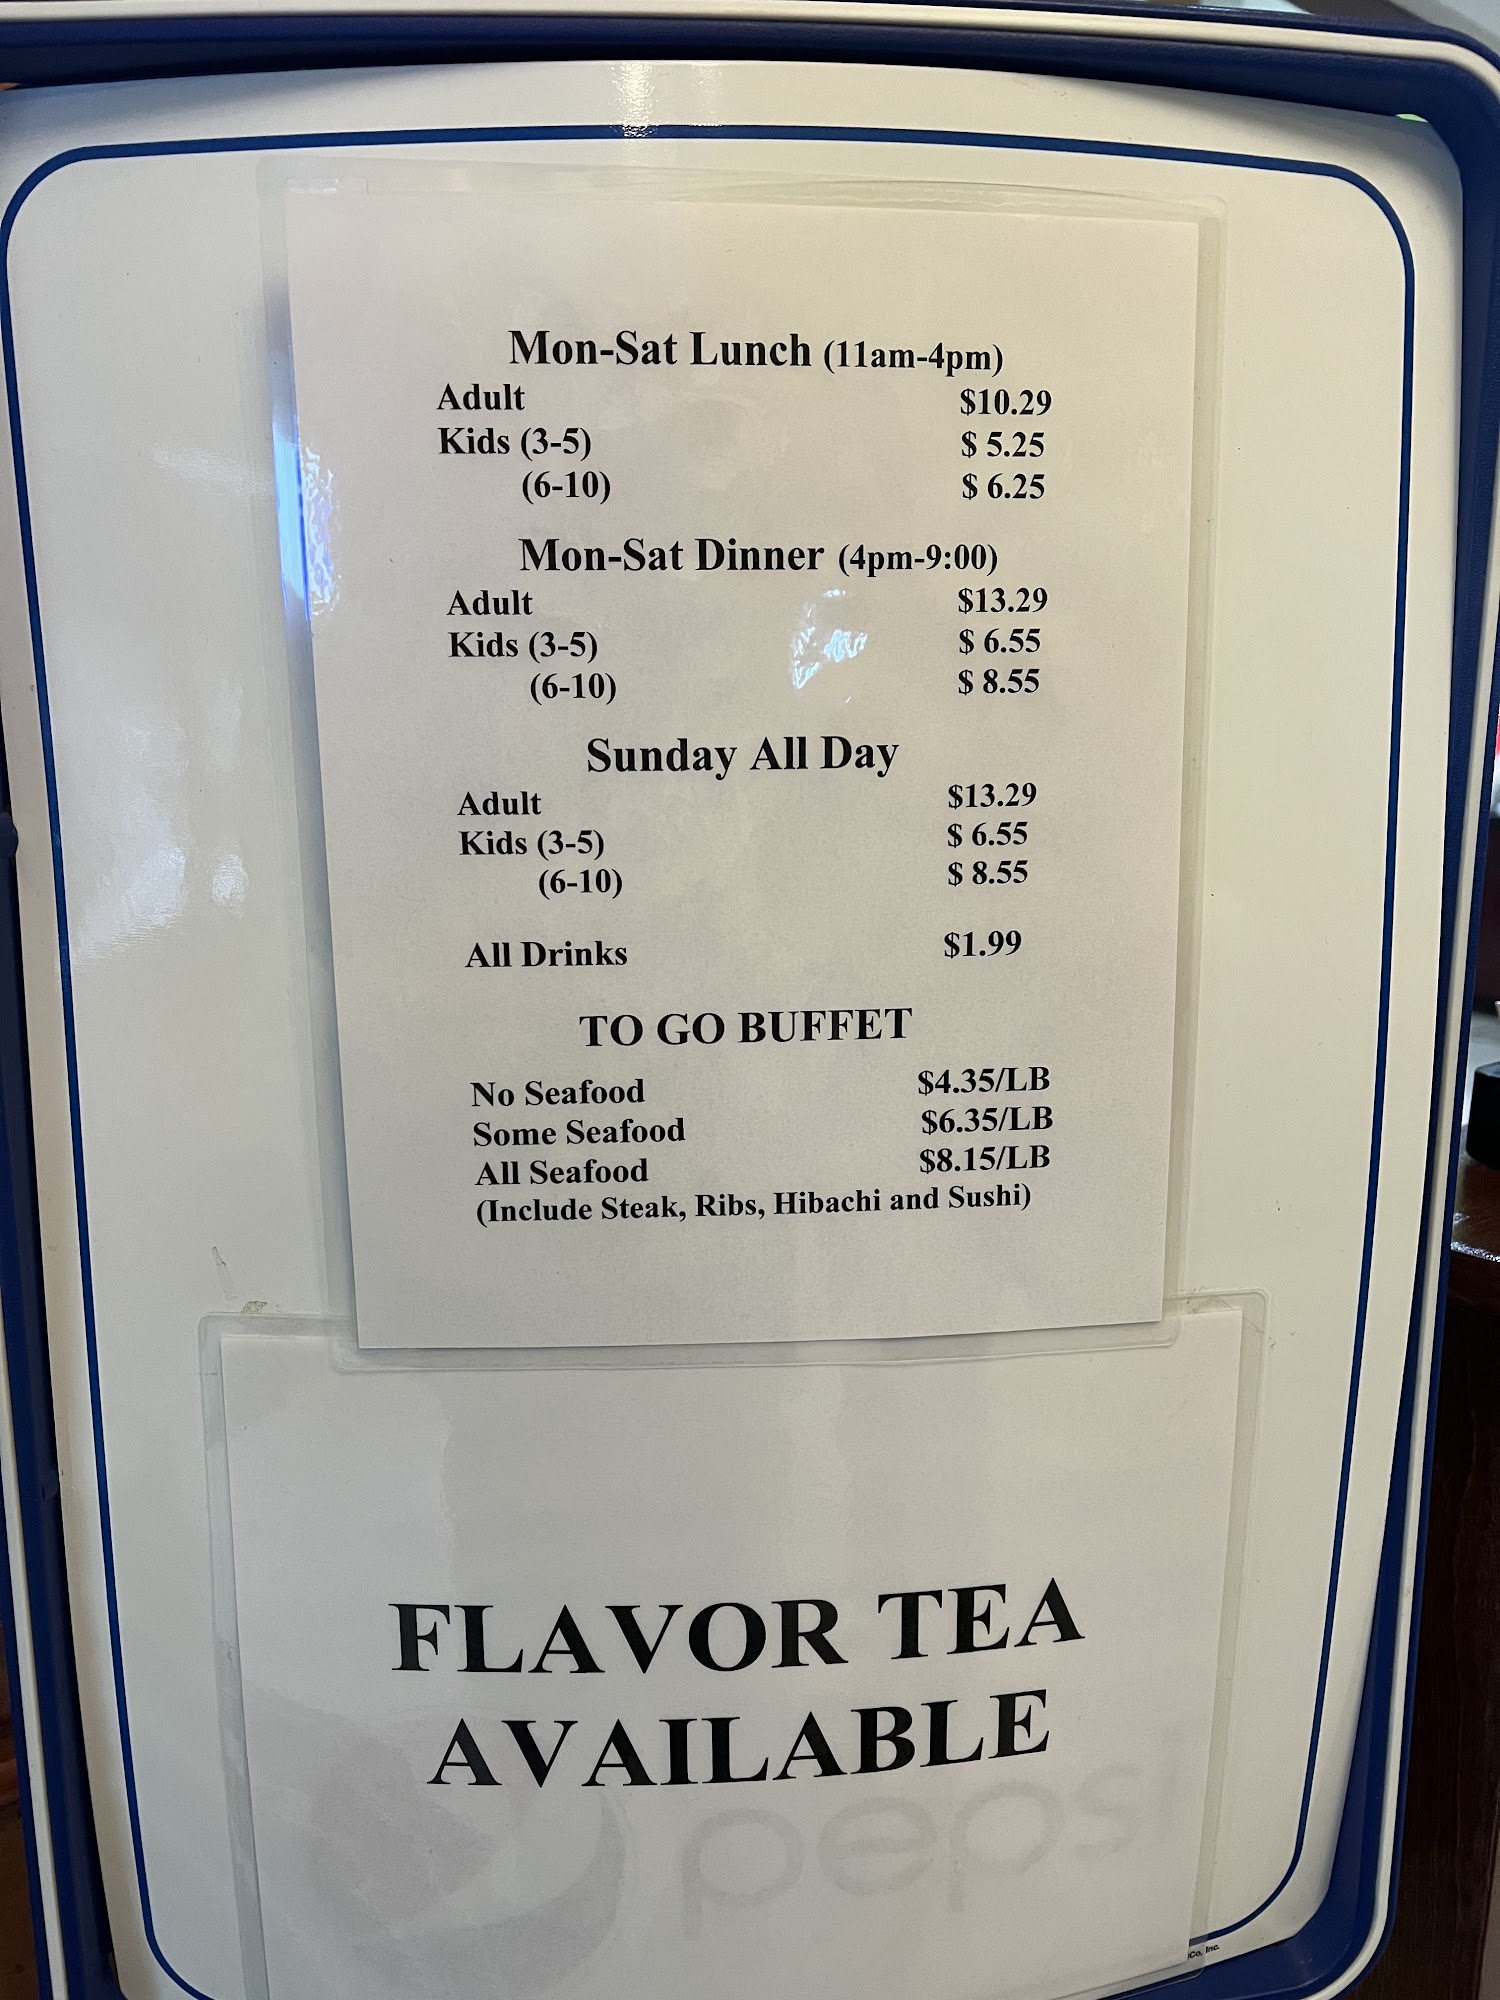 Mon-Sat Lunch (11am-4pm)
Adult $10.29
Kids (3-5) $ 5.25
(6-10) $ 6.25
Mon-Sat Dinner (4pm-9:00)
Adult $13.29
Kids (3-5) $ 6.55
(6-10) $ 8.55
Sunday All Day
Adult $13.29
Kids (3-5) $ 6.55
(6-10) $ 8.55
All Drinks $1.99
TO GO BUFFET
No Seafood $4.35/LB
Some Seafood $6.35/LB
All Seafood $8.15/LB
(Include Steak, Ribs, Hibachi and Sushi)
FLAVOR TEA
AVAILABLE
pepsi
Co, Inc.